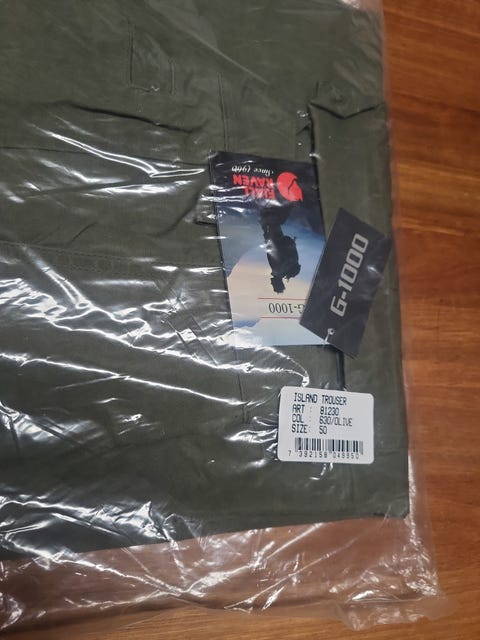 FJÄLL
RÄVEN
Since 1960
G-1000
G-1000
ISLAND TROUSER
ART : 81230
COL : 630/OLIVE
SIZE: 50
7 392158 049950